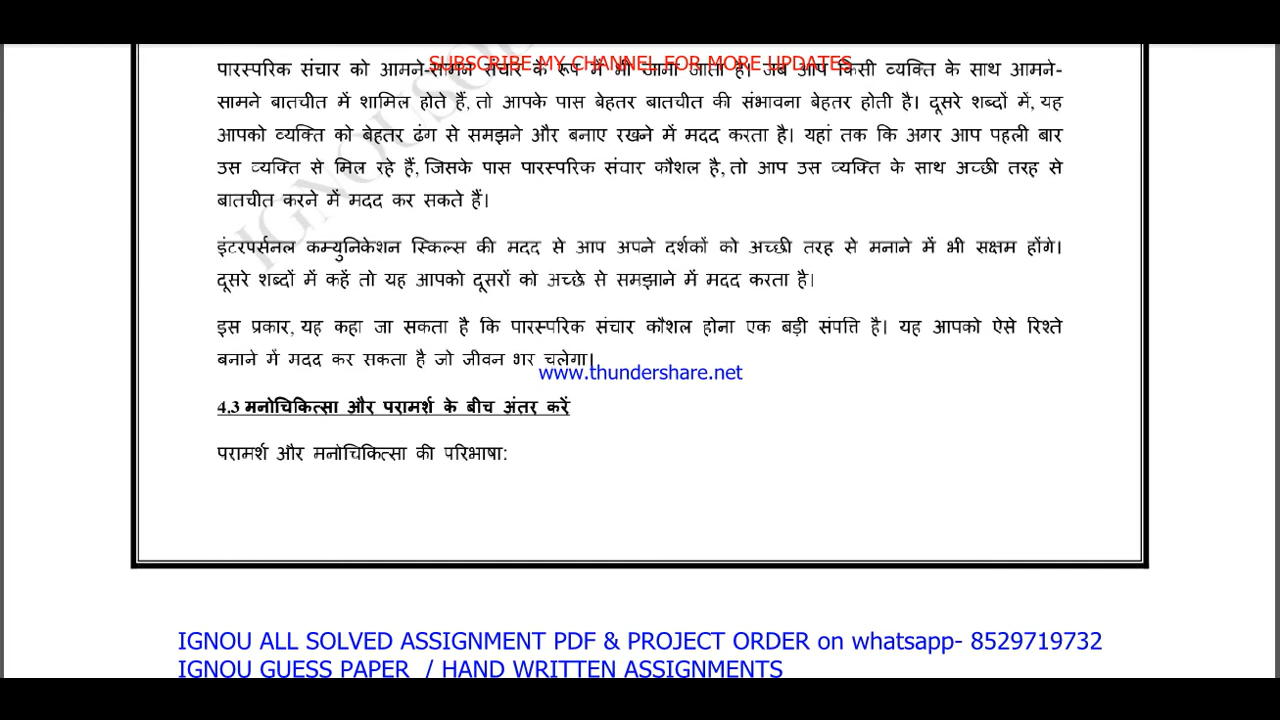 SUBSCRIBE MY CHANNEL FOR MORE UPDATES
पारस्परिक संचार को आमने-सामने संचार के रूप में भी जाना जाता है। जब आप किसी व्यक्ति के साथ आमने-
सामने बातचीत में शामिल होते हैं, तो आपके पास बेहतर बातचीत की संभावना बेहतर होती है। दूसरे शब्दों में, यह
आपको व्यक्ति को बेहतर ढंग से समझने और बनाए रखने में मदद करता है। यहां तक कि अगर आप पहली बार
उस व्यक्ति से मिल रहे हैं, जिसके पास पारस्परिक संचार कौशल है, तो आप उस व्यक्ति के साथ अच्छी तरह से
बातचीत करने में मदद कर सकते हैं।
इंटरपर्सनल कम्युनिकेशन स्किल्स की मदद से आप अपने दर्शकों को अच्छी तरह से मनाने में भी सक्षम होंगे।
दूसरे शब्दों में कहें तो यह आपको दूसरों को अच्छे से समझाने में मदद करता है।
इस प्रकार, यह कहा जा सकता है कि पारस्परिक संचार कौशल होना एक बड़ी संपत्ति है। यह आपको ऐसे रिश्ते
बनाने में मदद कर सकता है जो जीवन भर चलेगा।
www.thundershare.net
4.3 मनोचिकित्सा और परामर्श के बीच अंतर करें
परामर्श और मनोचिकित्सा की परिभाषा:
IGNOU ALL SOLVED ASSIGNMENT PDF & PROJECT ORDER on whatsapp- 8529719732
IGNOU GUESS PAPER / HAND WRITTEN ASSIGNMENTS